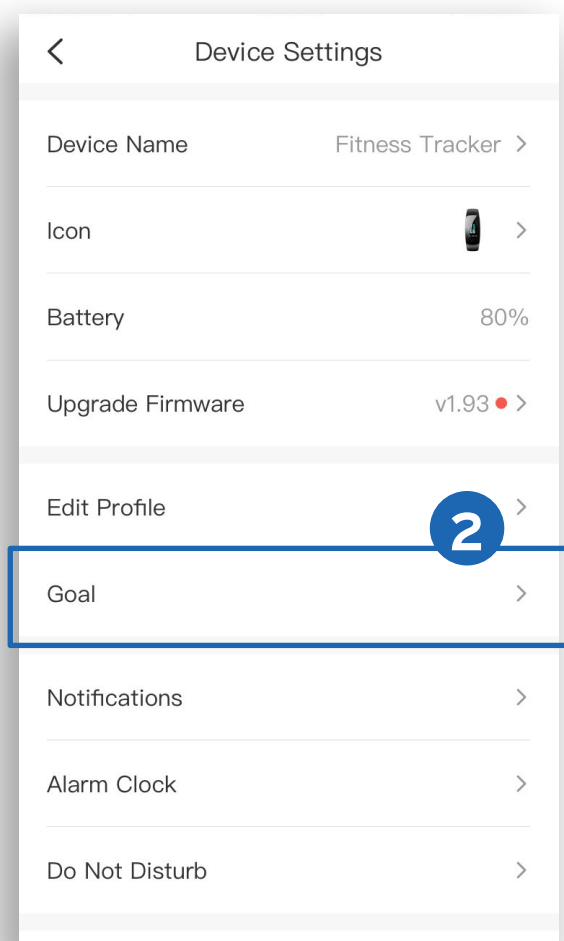 Device Settings
Device Name Fitness Tracker
Icon
Battery 80%
Upgrade Firmware v1.93
Edit Profile
2
Goal
Notifications
Alarm Clock
Do Not Disturb